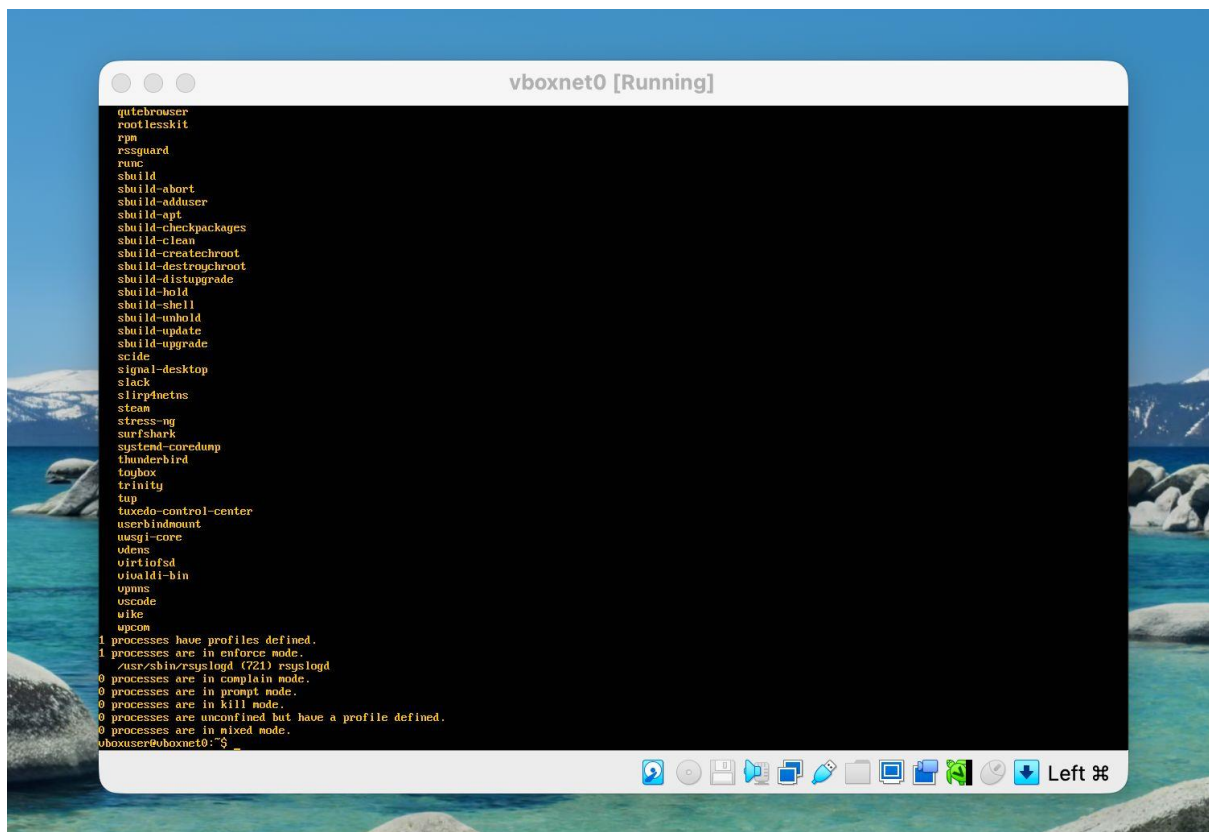 vboxnet0 [Running]
qutebrowser
rootlesskit
rpm
rssguard
runc
sbuild
sbuild-abort
sbuild-adduser
sbuild-apt
sbuild-checkpackages
sbuild-clean
sbuild-createchroot
sbuild-destroychroot
sbuild-distupgrade
sbuild-hold
sbuild-shell
sbuild-unhold
sbuild-update
sbuild-upgrade
scide
signal-desktop
slack
slirp4netns
steam
stress-ng
surfshark
systemd-coredump
thunderbird
toybox
trinity
tup
tuxedo-control-center
userbindmount
uwsgi-core
vdens
virtiofsd
vivaldi-bin
vpnns
vscode
wike
wpcom
1 processes have profiles defined.
1 processes are in enforce mode.
/usr/sbin/rsyslogd (721) rsyslogd
0 processes are in complain mode.
0 processes are in prompt mode.
0 processes are in kill mode.
0 processes are unconfined but have a profile defined.
0 processes are in mixed mode.
vboxuser@vboxnet0:~$ _
Left ⌘